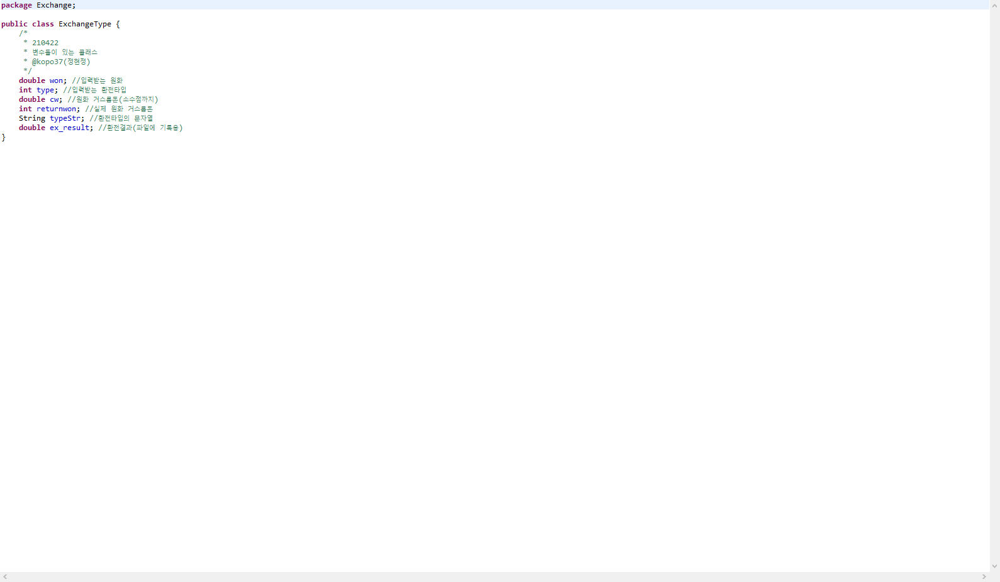 package Exchange;
public class ExchangeType {
/*
* 210422
* 변수들이 있는 클래스
* @kopo37(정현정)
*/
double won; //입력받는 원화
int type; //입력받는 환전타입
double cw; //원화 거스름돈(소수점까지)
int returnwon; //실제 원화 거스름돈
String typeStr; //환전타입의 문자열
double ex_result; //환전결과(파일에 기록용)
}